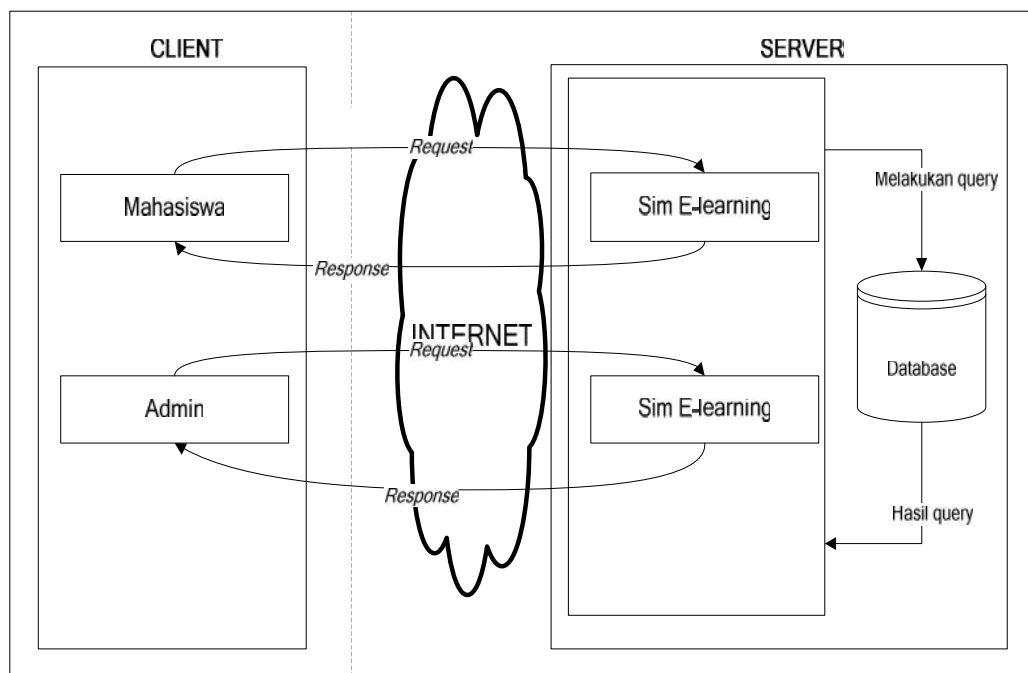 CLIENT
SERVER
Request
Melakukan query
Mahasiswa
Sim E-learning
Response
INTERNET
Request
Database
Admin
Sim E-learning
Response
Hasil query